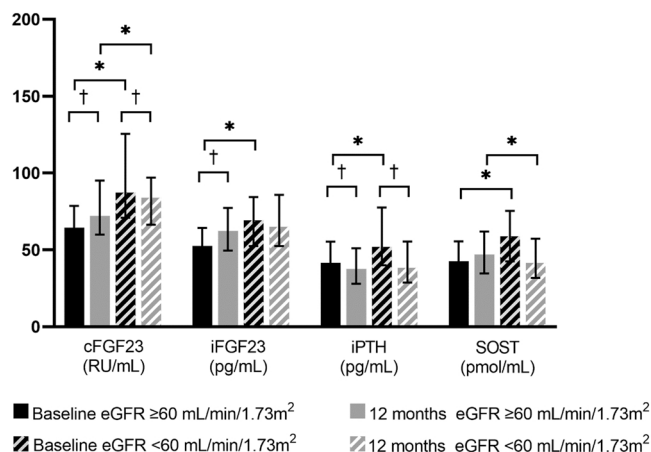 200
150
100
50
0
* * † † * † * † † * *
cFGF23 iFGF23 iPTH SOST
(RU/mL) (pg/mL) (pg/mL) (pmol/mL)
Baseline eGFR ≥60 mL/min/1.73m² 12 months eGFR ≥60 mL/min/1.73m²
Baseline eGFR <60 mL/min/1.73m² 12 months eGFR <60 mL/min/1.73m²